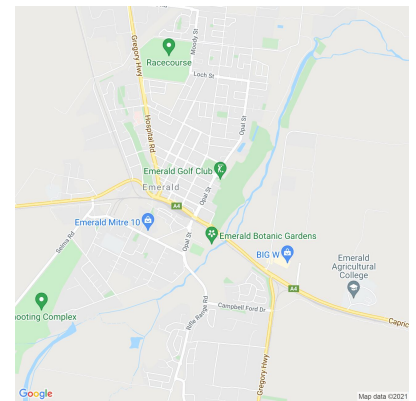 Gregory Hwy
Moody St
Racecourse
Loch St
Hospital Rd
Opal St
Emerald Golf Club
Emerald
Opal St
A4
Emerald Mitre 10
Emerald Botanic Gardens
Selma Rd
Opal St
BIG W
Emerald
Agricultural
College
A4
hooting Complex
Rifle Range Rd
Campbell Ford Dr
Capric
Gregory Hwy
Google
Map data ©2021